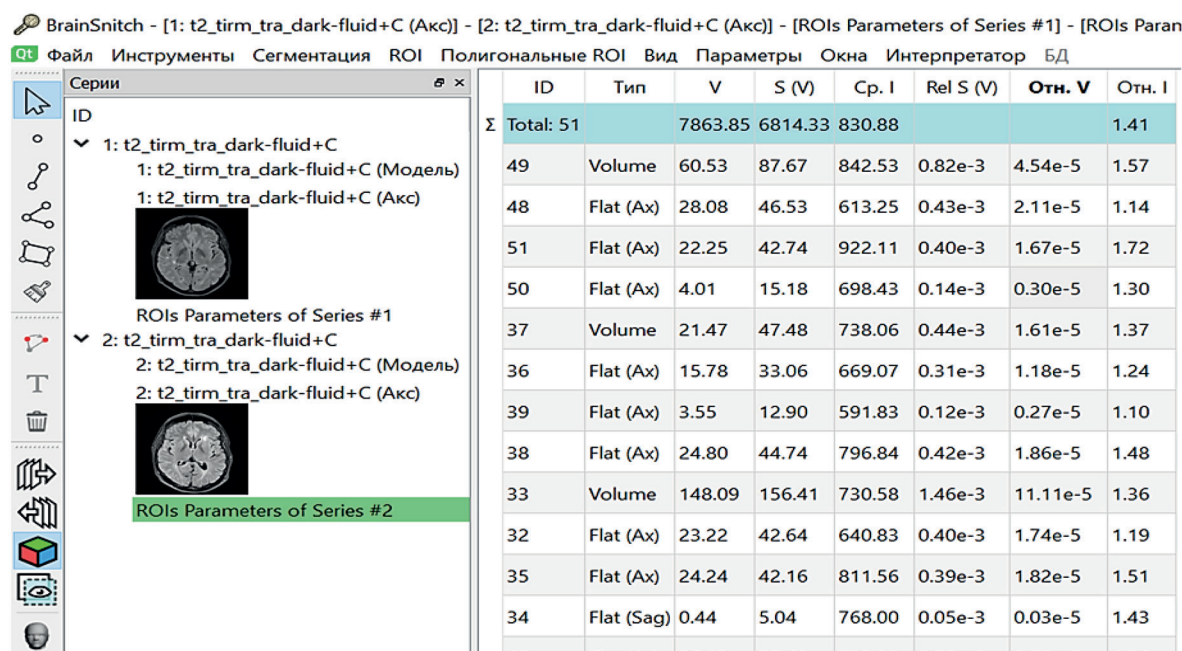 BrainSnitch - [1: t2_tirm_tra_dark-fluid+C (Акс)] - [2: t2_tirm_tra_dark-fluid+C (Акс)] - [ROIs Parameters of Series #1] - [ROIs Param
Qt Файл Инструменты Сегментация ROI Полигональные ROI Вид Параметры Окна Интерпретатор БД
Серии
ID
1: t2_tirm_tra_dark-fluid+C
1: t2_tirm_tra_dark-fluid+C (Модель)
1: t2_tirm_tra_dark-fluid+C (Акс)
ROIs Parameters of Series #1
2: t2_tirm_tra_dark-fluid+C
2: t2_tirm_tra_dark-fluid+C (Модель)
2: t2_tirm_tra_dark-fluid+C (Акс)
ROIs Parameters of Series #2
T
ID Тип V S (V) Ср. I Rel S (V) Отн. V Отн. I
Σ Total: 51 7863.85 6814.33 830.88 1.41
49 Volume 60.53 87.67 842.53 0.82e-3 4.54e-5 1.57
48 Flat (Ax) 28.08 46.53 613.25 0.43e-3 2.11e-5 1.14
51 Flat (Ax) 22.25 42.74 922.11 0.40e-3 1.67e-5 1.72
50 Flat (Ax) 4.01 15.18 698.43 0.14e-3 0.30e-5 1.30
37 Volume 21.47 47.48 738.06 0.44e-3 1.61e-5 1.37
36 Flat (Ax) 15.78 33.06 669.07 0.31e-3 1.18e-5 1.24
39 Flat (Ax) 3.55 12.90 591.83 0.12e-3 0.27e-5 1.10
38 Flat (Ax) 24.80 44.74 796.84 0.42e-3 1.86e-5 1.48
33 Volume 148.09 156.41 730.58 1.46e-3 11.11e-5 1.36
32 Flat (Ax) 23.22 42.64 640.83 0.40e-3 1.74e-5 1.19
35 Flat (Ax) 24.24 42.16 811.56 0.39e-3 1.82e-5 1.51
34 Flat (Sag) 0.44 5.04 768.00 0.05e-3 0.03e-5 1.43